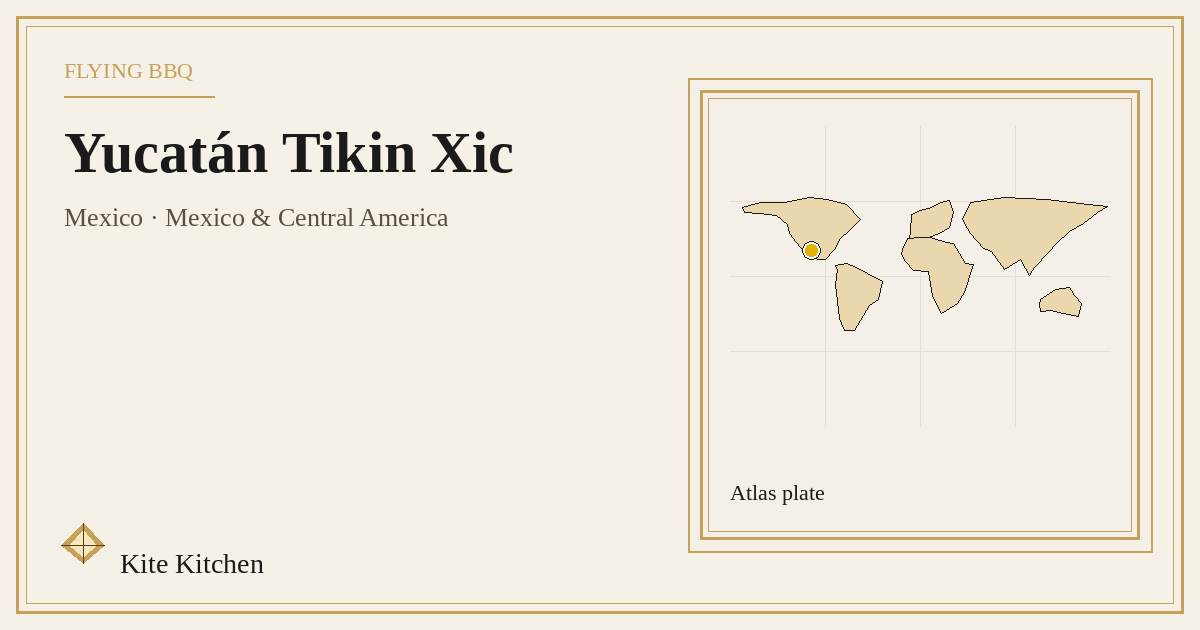 FLYING BBQ
Yucatán Tikin Xic
Mexico · Mexico & Central America
Atlas plate
Kite Kitchen